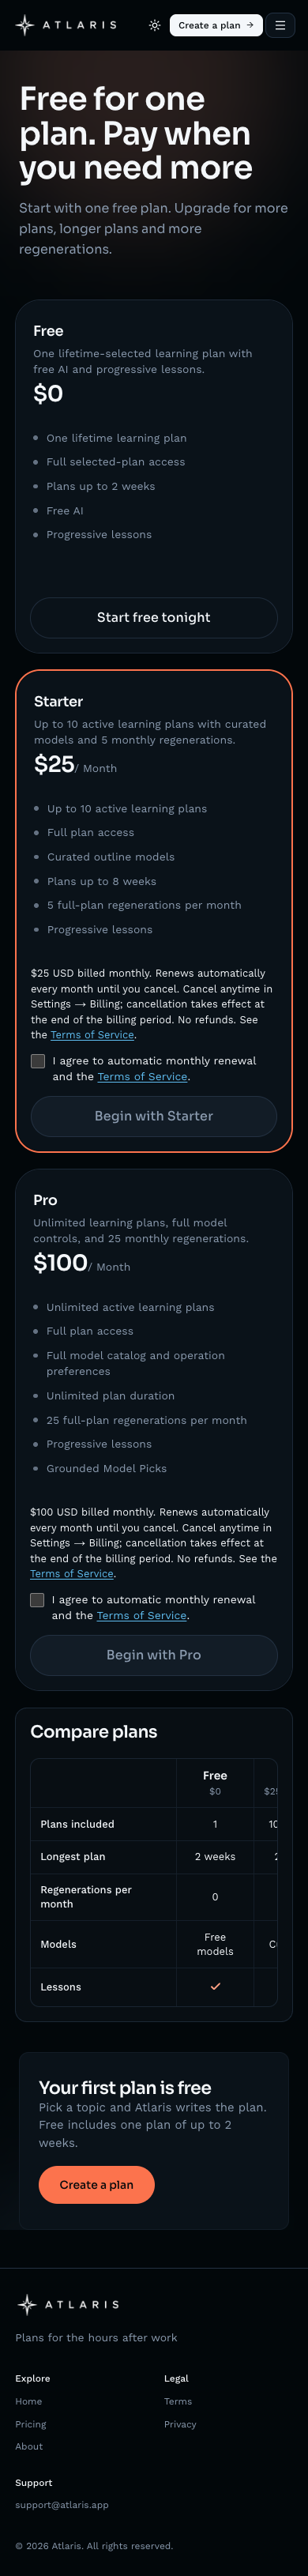 ATLARIS
Create a plan →
Free for one
plan. Pay when
you need more
Start with one free plan. Upgrade for more
plans, longer plans and more
regenerations.
Free
One lifetime-selected learning plan with
free AI and progressive lessons.
$0
One lifetime learning plan
Full selected-plan access
Plans up to 2 weeks
Free AI
Progressive lessons
Start free tonight
Starter
Up to 10 active learning plans with curated
models and 5 monthly regenerations.
$25/ Month
Up to 10 active learning plans
Full plan access
Curated outline models
Plans up to 8 weeks
5 full-plan regenerations per month
Progressive lessons
$25 USD billed monthly. Renews automatically
every month until you cancel. Cancel anytime in
Settings → Billing; cancellation takes effect at
the end of the billing period. No refunds. See
the Terms of Service.
I agree to automatic monthly renewal
and the Terms of Service.
Begin with Starter
Pro
Unlimited learning plans, full model
controls, and 25 monthly regenerations.
$100/ Month
Unlimited active learning plans
Full plan access
Full model catalog and operation
preferences
Unlimited plan duration
25 full-plan regenerations per month
Progressive lessons
Grounded Model Picks
$100 USD billed monthly. Renews automatically
every month until you cancel. Cancel anytime in
Settings → Billing; cancellation takes effect at
the end of the billing period. No refunds. See the
Terms of Service.
I agree to automatic monthly renewal
and the Terms of Service.
Begin with Pro
Compare plans
Free
$0
Plans included 1
Longest plan 2 weeks
Regenerations per
month
0
Models
Free
models
Lessons ✓
Your first plan is free
Pick a topic and Atlaris writes the plan.
Free includes one plan of up to 2
weeks.
Create a plan
ATLARIS
Plans for the hours after work
Explore
Home
Pricing
About
Legal
Terms
Privacy
Support
support@atlaris.app
© 2026 Atlaris. All rights reserved.